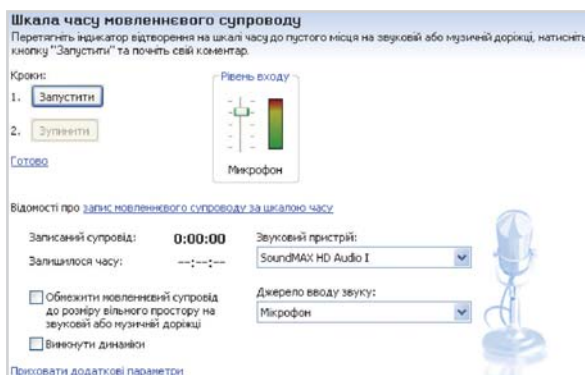 Шкала часу мовленнєвого супроводу
Перетягніть індикатор відтворення на шкалі часу до пустого місця на звуковій або музичній доріжці, натисніть
кнопку "Запустити" та почніть свій коментар.
Кроки:
1. Запустити
2. Зупинити
Готово
Рівень входу
Микрофон
Відомості про запис мовленнєвого супроводу за шкалою часу
Записаний супровід: 0:00:00
Залишилося часу: --:--:--
Звуковий пристрій:
SoundMAX HD Audio I
Обмежити мовленнєвий супровід
до розміру вільного простору на
звуковій або музичній доріжці
Джерело вводу звуку:
Мікрофон
Вимкнути динаміки
Приховати додаткові параметри